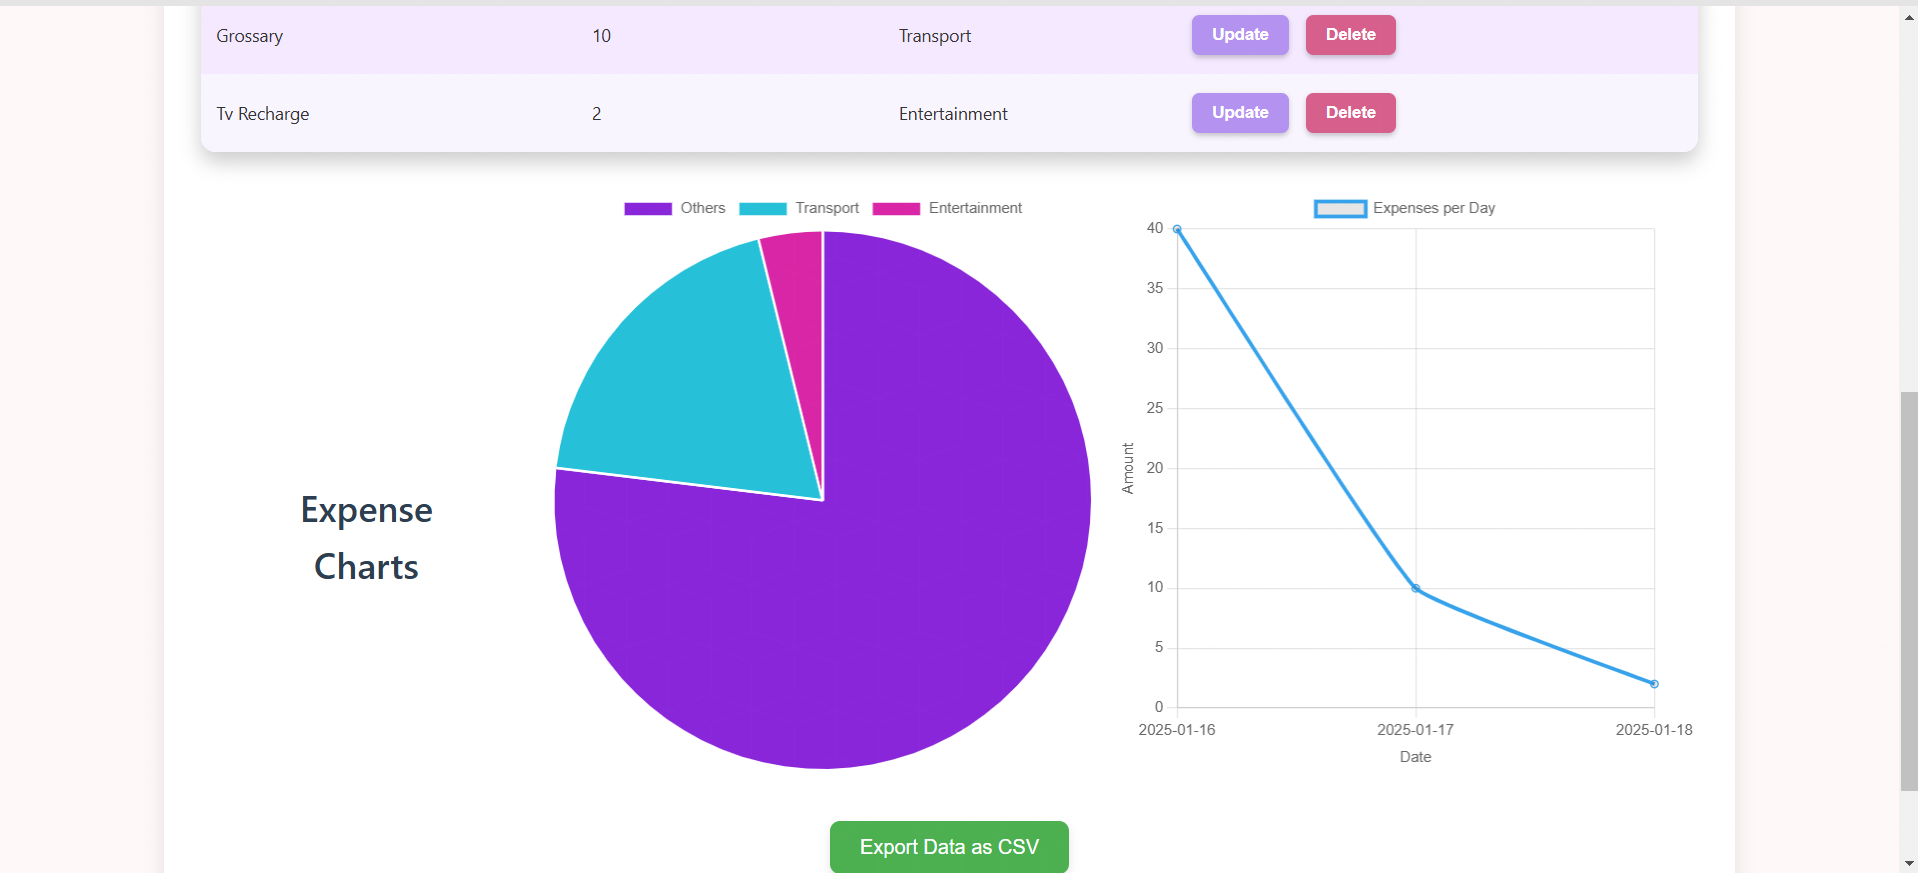 Grossary 10 Transport Update Delete
Tv Recharge 2 Entertainment Update Delete
Others Transport Entertainment
Expenses per Day
Expense
Charts
40
35
30
25
20
15
10
5
0
Amount
2025-01-16 2025-01-17 2025-01-18
Date
Export Data as CSV